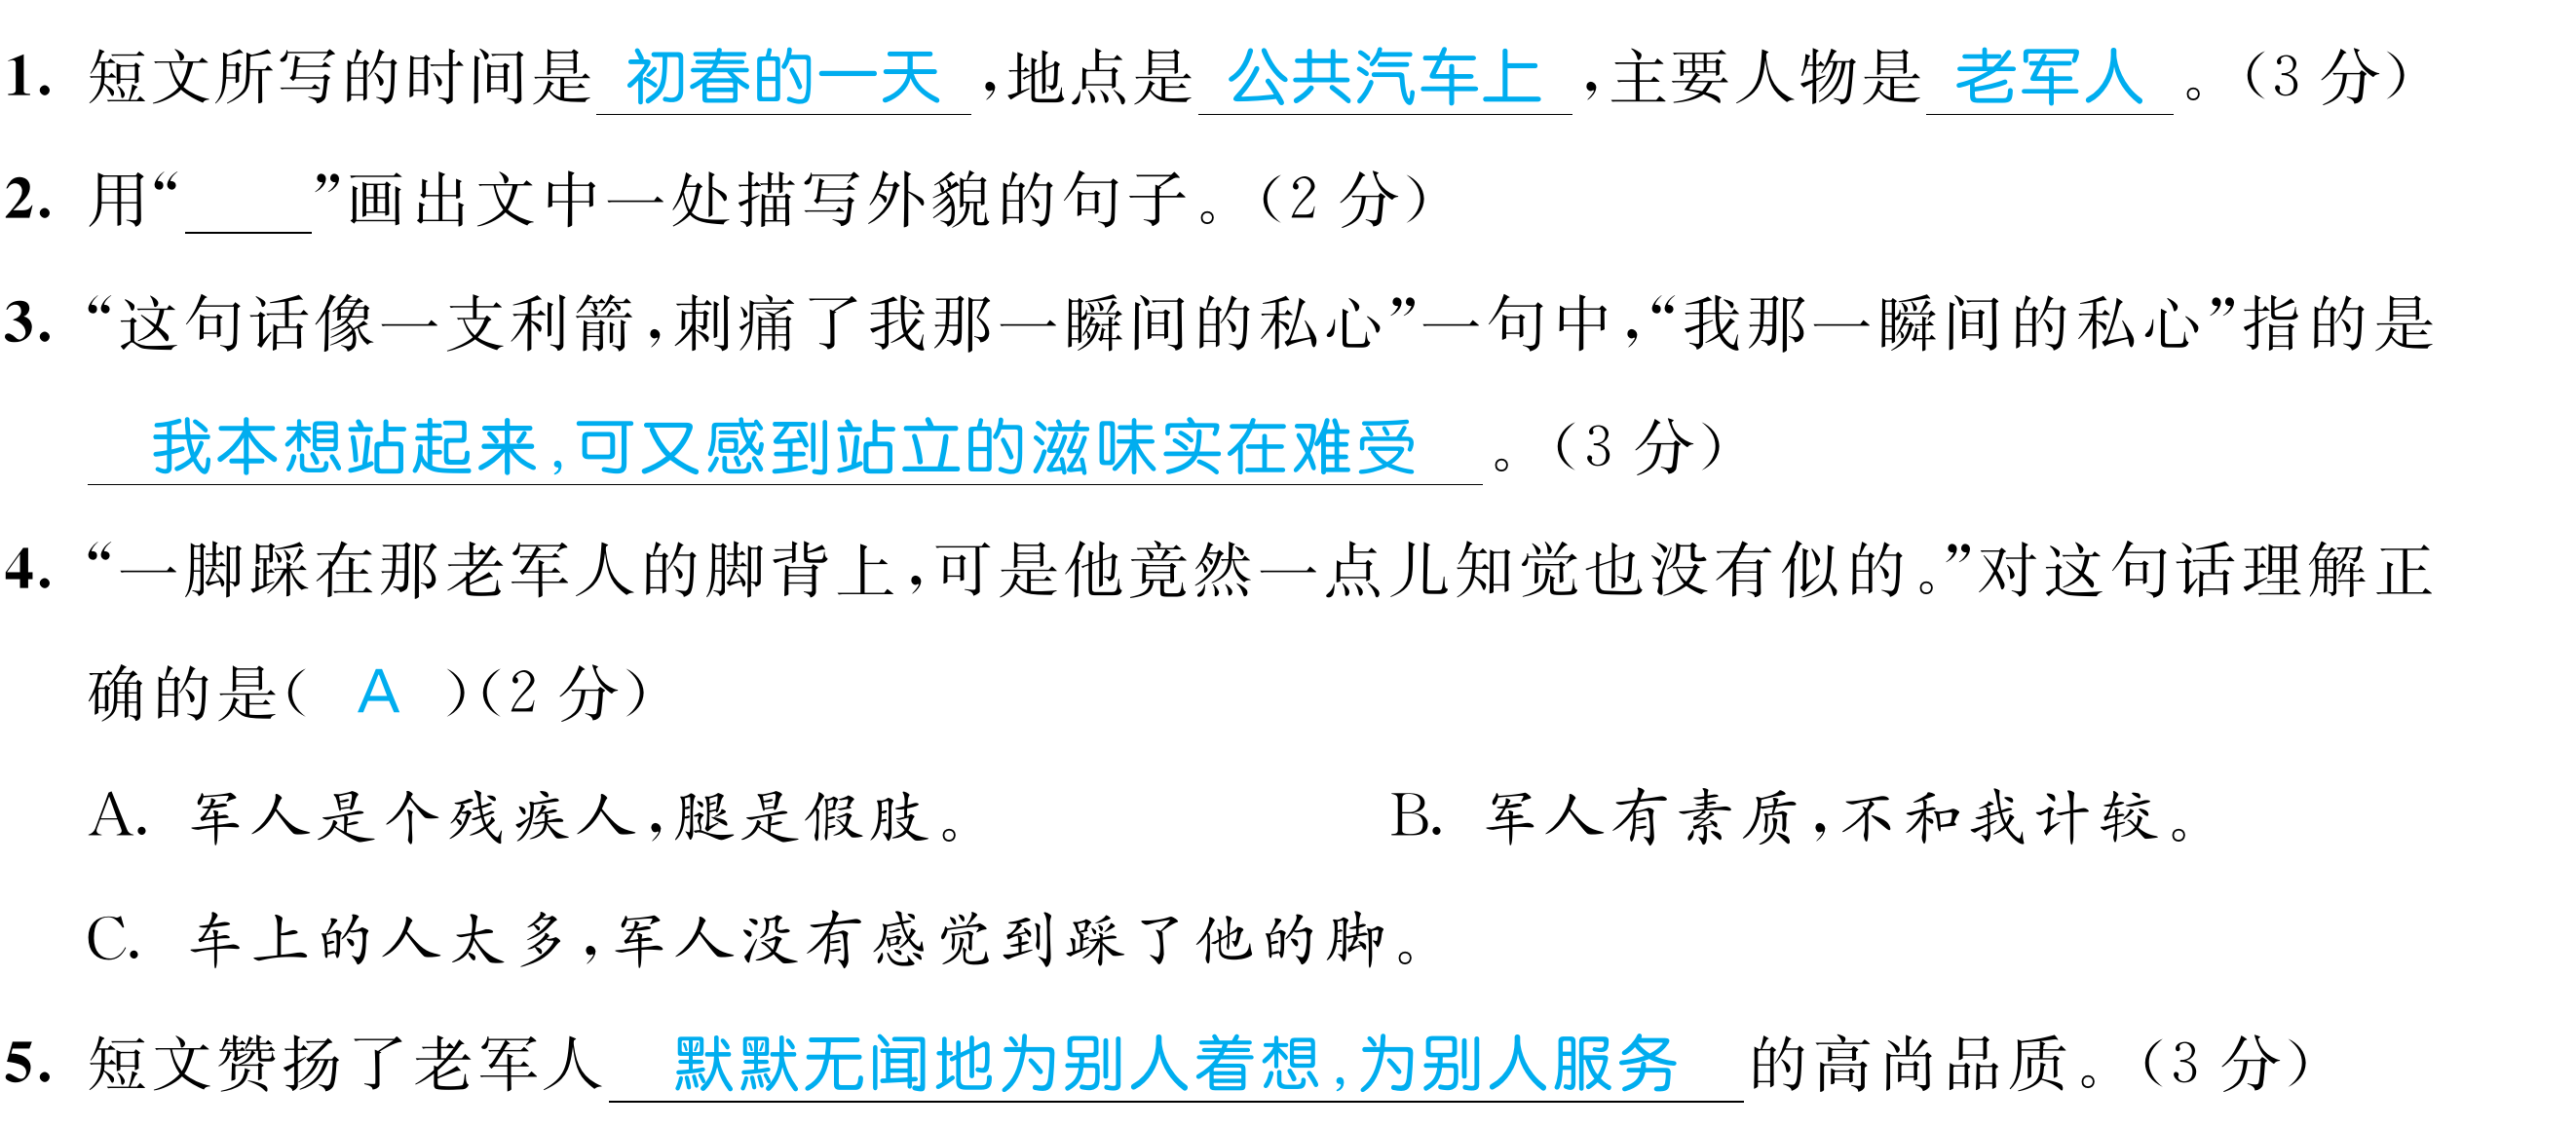 1. 短文所写的时间是 初春的一天 ,地点是 公共汽车上 ,主要人物是 老军人 。(3 分)
2. 用“____”画出文中一处描写外貌的句子。(2 分)
3. “这句话像一支利箭,刺痛了我那一瞬间的私心”一句中,“我那一瞬间的私心”指的是
我本想站起来,可又感到站立的滋味实在难受 。(3 分)
4. “一脚踩在那老军人的脚背上,可是他竟然一点儿知觉也没有似的。”对这句话理解正
确的是( A )(2 分)
A. 军人是个残疾人,腿是假肢。 B. 军人有素质,不和我计较。
C. 车上的人太多,军人没有感觉到踩了他的脚。
5. 短文赞扬了老军人 默默无闻地为别人着想,为别人服务 的高尚品质。(3 分)